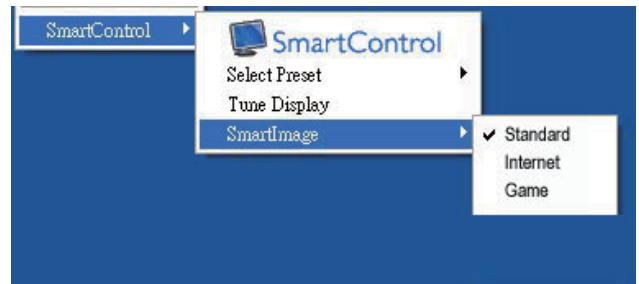 SmartControl
SmartControl
Select Preset
Tune Display
SmartImage
Standard
Internet
Game